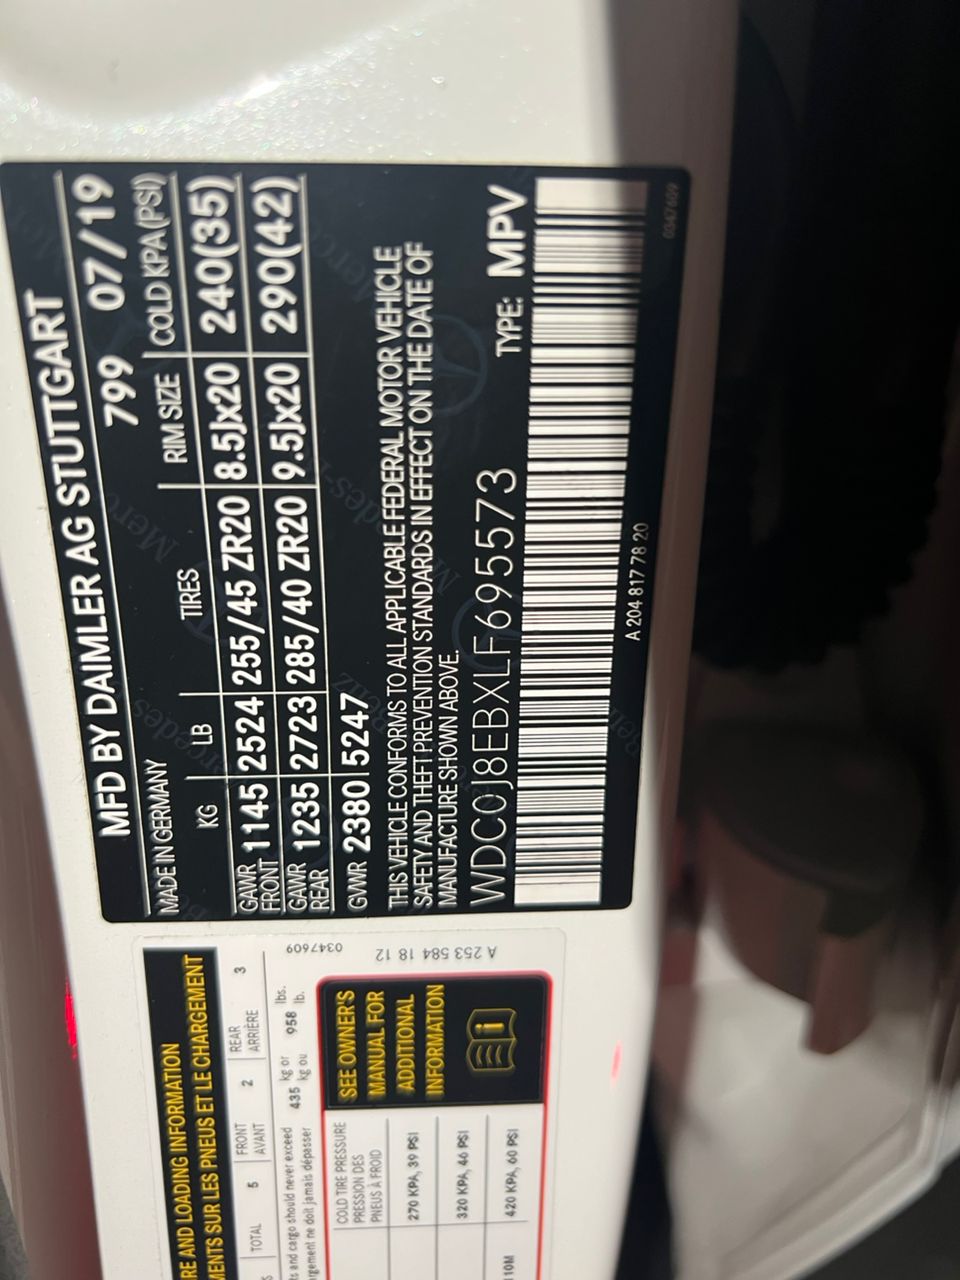 MFD BY DAIMLER AG STUTTGART
MADE IN GERMANY 799 07/19
KG LB TIRES RIM SIZE COLD KPA(PSI)
GAWR FRONT 1145 2524 255/45 ZR20 8.5Jx20 240(35)
GAWR REAR 1235 2723 285/40 ZR20 9.5Jx20 290(42)
GVWR 2380 5247
THIS VEHICLE CONFORMS TO ALL APPLICABLE FEDERAL MOTOR VEHICLE
SAFETY AND THEFT PREVENTION STANDARDS IN EFFECT ON THE DATE OF
MANUFACTURE SHOWN ABOVE.
WDC0J8EBXLF695573 TYPE: MPV
A 204 817 78 20
0347609
AND LOADING INFORMATION
SUR LES PNEUS ET LE CHARGEMENT
TOTAL 5 FRONT AVANT 2 REAR ARRIÈRE 3
and cargo should never exceed 435 kg or 958 lbs.
ne doit jamais dépasser kg ou lb.
COLD TIRE PRESSURE
PRESSION DES
PNEUS À FROID
270 KPA, 39 PSI
320 KPA, 46 PSI
420 KPA, 60 PSI
SEE OWNER'S
MANUAL FOR
ADDITIONAL
INFORMATION
0347609
A 253 584 18 12